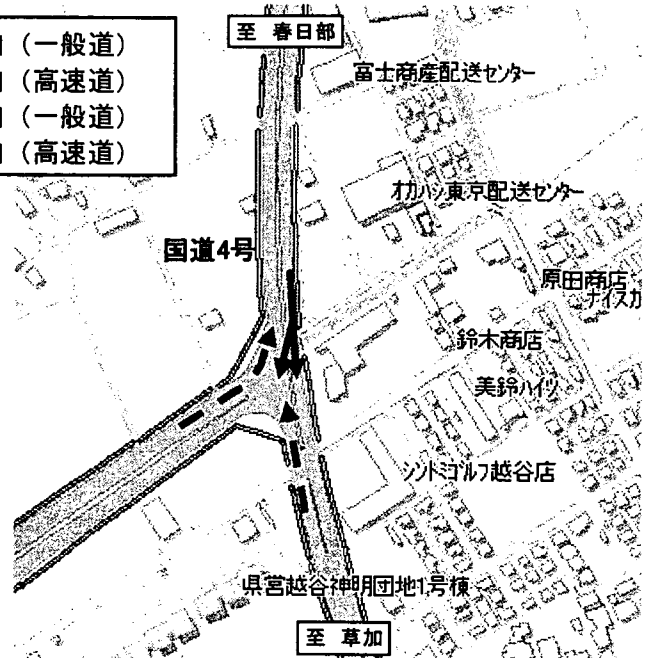 至 春日部
（一般道）
（高速道）
（一般道）
（高速道）
富士商産配送センター
オカハシ東京配送センター
国道4号
原田商店
ナイスカ
鈴木商店
美鈴ハイツ
シントミゴルフ越谷店
県営越谷神明団地1号棟
至 草加